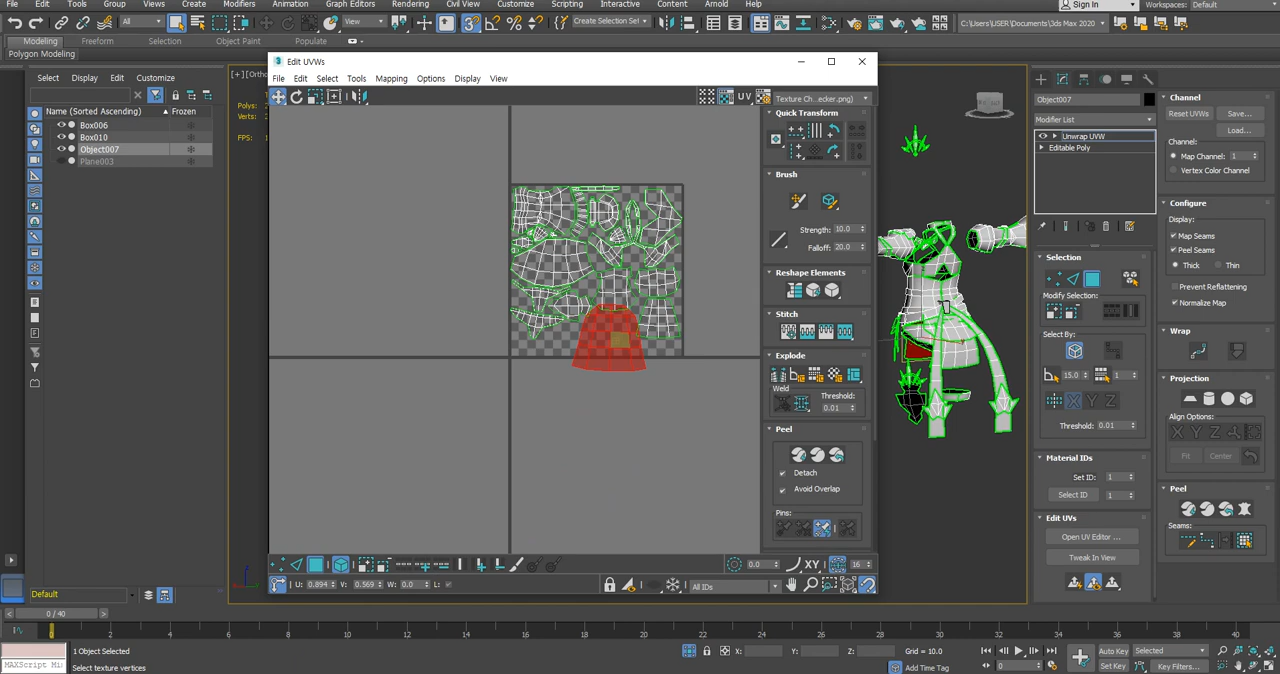 File Edit Tools Group Views Create Modifiers Animation Graph Editors Rendering Civil View Customize Scripting Interactive Content Arnold Help Sign In Workspaces: Default
All View Create Selection Set C:\Users\USER\Documents\3ds Max 2020
Modeling Freeform Selection Object Paint Populate
Polygon Modeling
Select Display Edit Customize
Name (Sorted Ascending) Frozen
Box006
Box010
Object007
Plane003
Default
Edit UVWs
File Edit Select Tools Mapping Options Display View
UV Texture Ch...ecker.png)
Quick Transform
Brush
Strength: 10.0
Falloff: 20.0
Reshape Elements
Stitch
Explode
Weld
Threshold:
0.01
Peel
Detach
Avoid Overlap
Pins:
0.0 XY 16
U: 0.894 V: 0.569 W: 0.0 L: All IDs
Object007
Modifier List
Unwrap UVW
Editable Poly
Selection
Modify Selection:
Select By:
15.0 1
X Y Z
Threshold: 0.01
Material IDs
Set ID: 1
Select ID 1
Edit UVs
Open UV Editor ...
Tweak In View
Channel
Reset UVWs Save...
Load...
Channel:
Map Channel: 1
Vertex Color Channel
Configure
Display:
Map Seams
Peel Seams
Thick Thin
Prevent Reflattening
Normalize Map
Wrap
Projection
Align Options:
X Y Z
Fit Center
Peel
Seams:
0 / 40
0 2 4 6 8 10 12 14 16 18 20 22 24 26 28 30 32 34 36 38 40
1 Object Selected
MAXScript Mi
Select texture vertices
X: Y: Z: Grid = 10.0
Add Time Tag
Auto Key Selected
Set Key Key Filters...
0